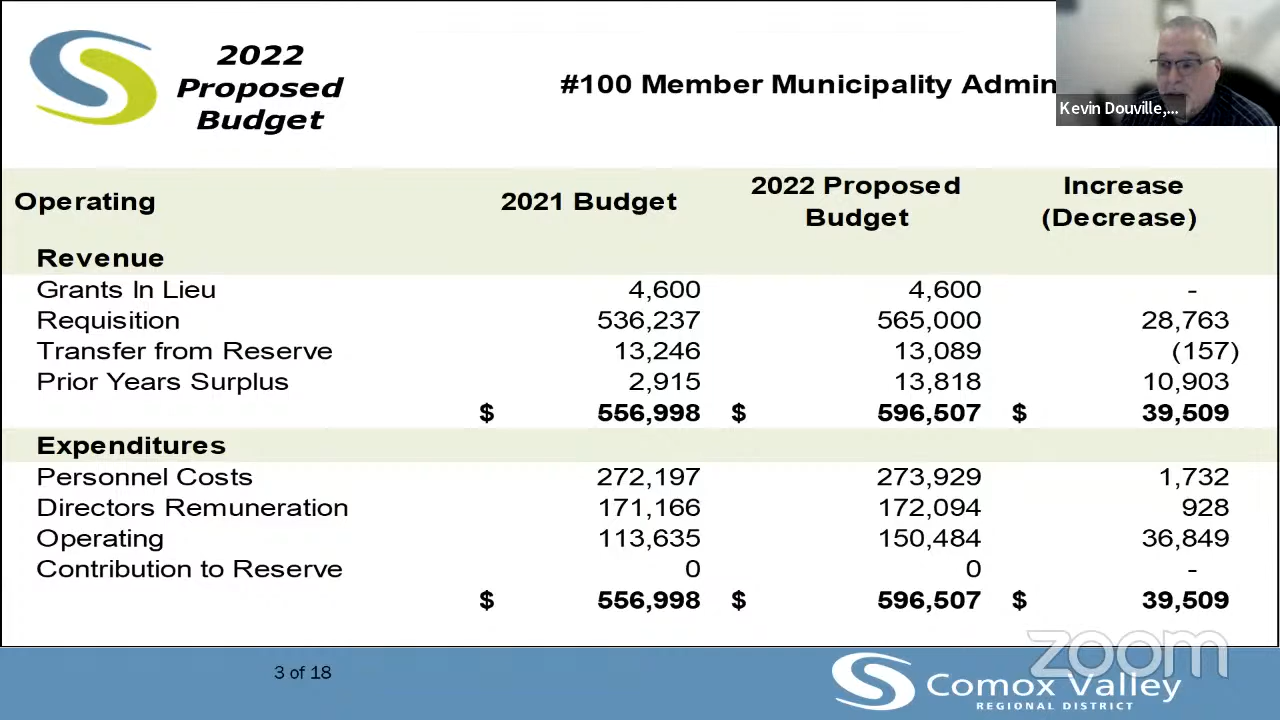 2022
Proposed
Budget
#100 Member Municipality Admin
Kevin Douville,...
Operating 2021 Budget 2022 Proposed Budget Increase (Decrease)
Revenue
Grants In Lieu 4,600 4,600 -
Requisition 536,237 565,000 28,763
Transfer from Reserve 13,246 13,089 (157)
Prior Years Surplus 2,915 13,818 10,903
$ 556,998 $ 596,507 $ 39,509
Expenditures
Personnel Costs 272,197 273,929 1,732
Directors Remuneration 171,166 172,094 928
Operating 113,635 150,484 36,849
Contribution to Reserve 0 0 -
$ 556,998 $ 596,507 $ 39,509
3 of 18
zoom
Comox Valley
REGIONAL DISTRICT